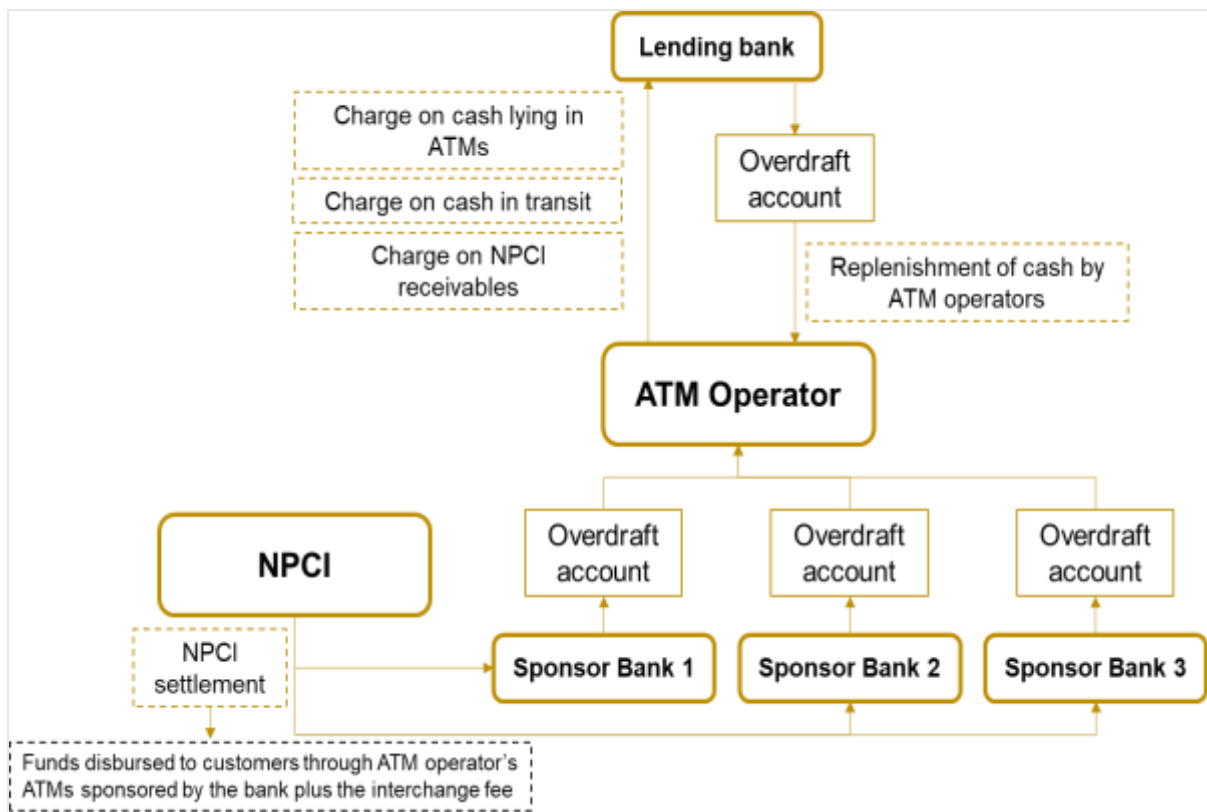 Lending bank
Charge on cash lying in
ATMs
Charge on cash in transit
Charge on NPCI
receivables
Overdraft
account
Replenishment of cash by
ATM operators
ATM Operator
NPCI
Overdraft
account
Overdraft
account
Overdraft
account
NPCI
settlement
Sponsor Bank 1
Sponsor Bank 2
Sponsor Bank 3
Funds disbursed to customers through ATM operator's
ATMs sponsored by the bank plus the interchange fee